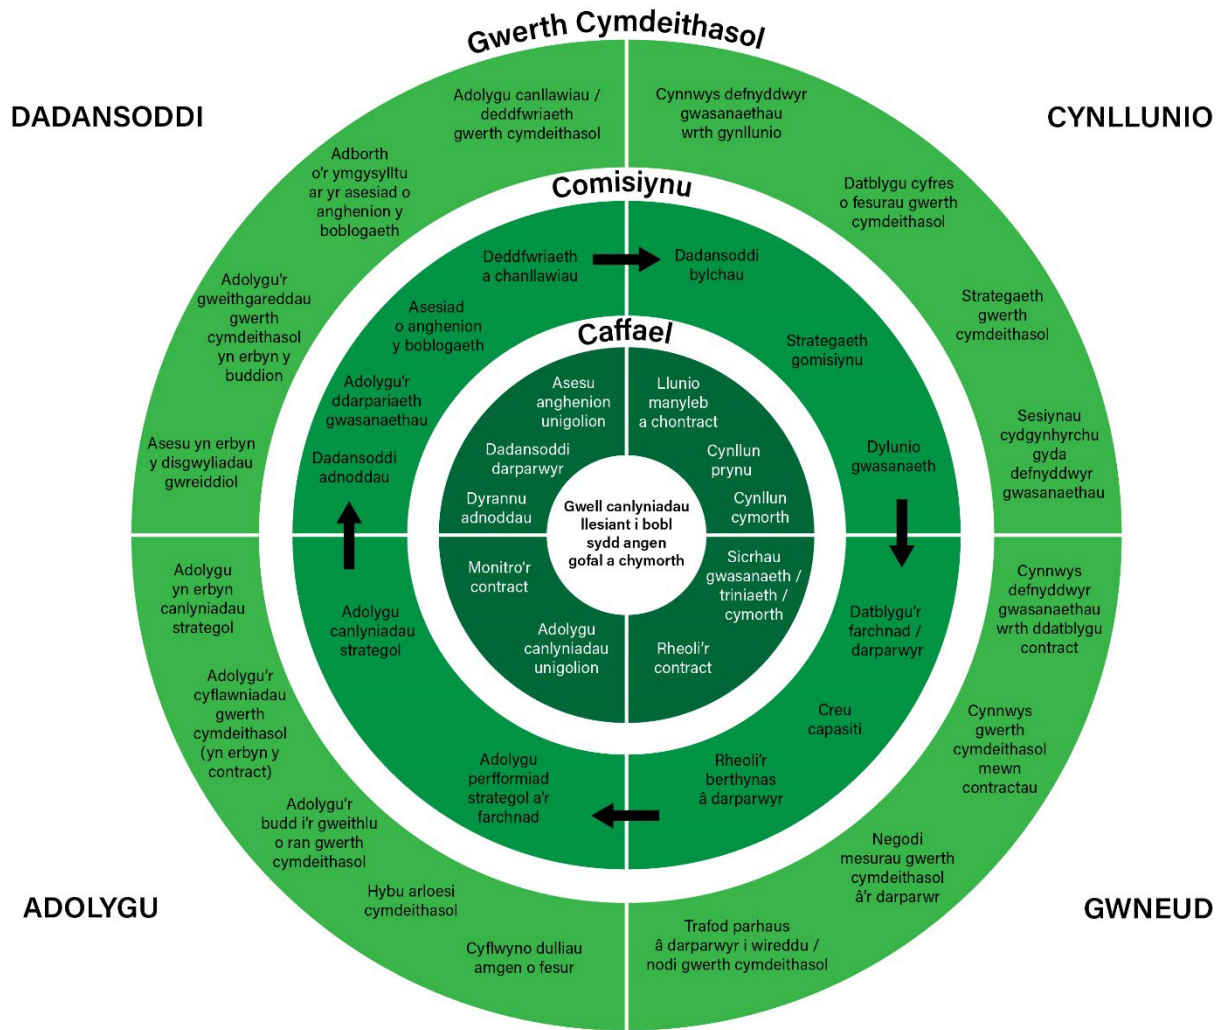 Gwerth Cymdeithasol
DADANSODDI
CYNLLUNIO
Adolygu canllawiau /
deddfwriaeth
gwerth cymdeithasol
Adborth
o'r ymgysylltu
ar yr asesiad o
anghenion y
boblogaeth
Adolygu'r
gweithgareddau
gwerth
cymdeithasol
yn erbyn y
buddion
Asesu yn erbyn
y disgwyliadau
gwreiddiol
Cynnwys defnyddwyr
gwasanaethau
wrth gynllunio
Datblygu cyfres
o fesurau gwerth
cymdeithasol
Strategaeth
gwerth
cymdeithasol
Sesiynau
cydgynhyrchu
gyda
defnyddwyr
gwasanaethau
Comisiynu
Deddfwriaeth
a chanllawiau
Asesiad
o anghenion
y boblogaeth
Adolygu'r
ddarpariaeth
gwasanaethau
Dadansoddi
adnoddau
Dadansoddi
bylchau
Strategaeth
gomisiynu
Dylunio
gwasanaeth
Caffael
Asesu
anghenion
unigolion
Dadansoddi
darparwyr
Dyrannu
adnoddau
Llunio
manyleb
a chontract
Cynllun
prynu
Cynllun
cymorth
Gwell canlyniadau
llesiant i bobl
sydd angen
gofal a chymorth
Monitro'r
contract
Adolygu
canlyniadau
unigolion
Sicrhau
gwasanaeth /
triniaeth /
cymorth
Rheoli'r
contract
Adolygu
canlyniadau
strategol
Adolygu
perfformiad
strategol a'r
farchnad
Datblygu'r
farchnad /
darparwyr
Creu
capasiti
Rheoli'r
berthynas
â darparwyr
Adolygu
yn erbyn
canlyniadau
strategol
Adolygu'r
cyflawniadau
gwerth
cymdeithasol
(yn erbyn y
contract)
Adolygu'r
budd i'r gweithlu
o ran gwerth
cymdeithasol
Hybu arloesi
cymdeithasol
Cyflwyno dulliau
amgen o fesur
Cynnwys
defnyddwyr
gwasanaethau
wrth ddatblygu
contract
Cynnwys
gwerth
cymdeithasol
mewn
contractau
Negodi
mesurau gwerth
cymdeithasol
â'r darparwr
Trafod parhaus
â darparwyr i wireddu /
nodi gwerth cymdeithasol
ADOLYGU
GWNEUD